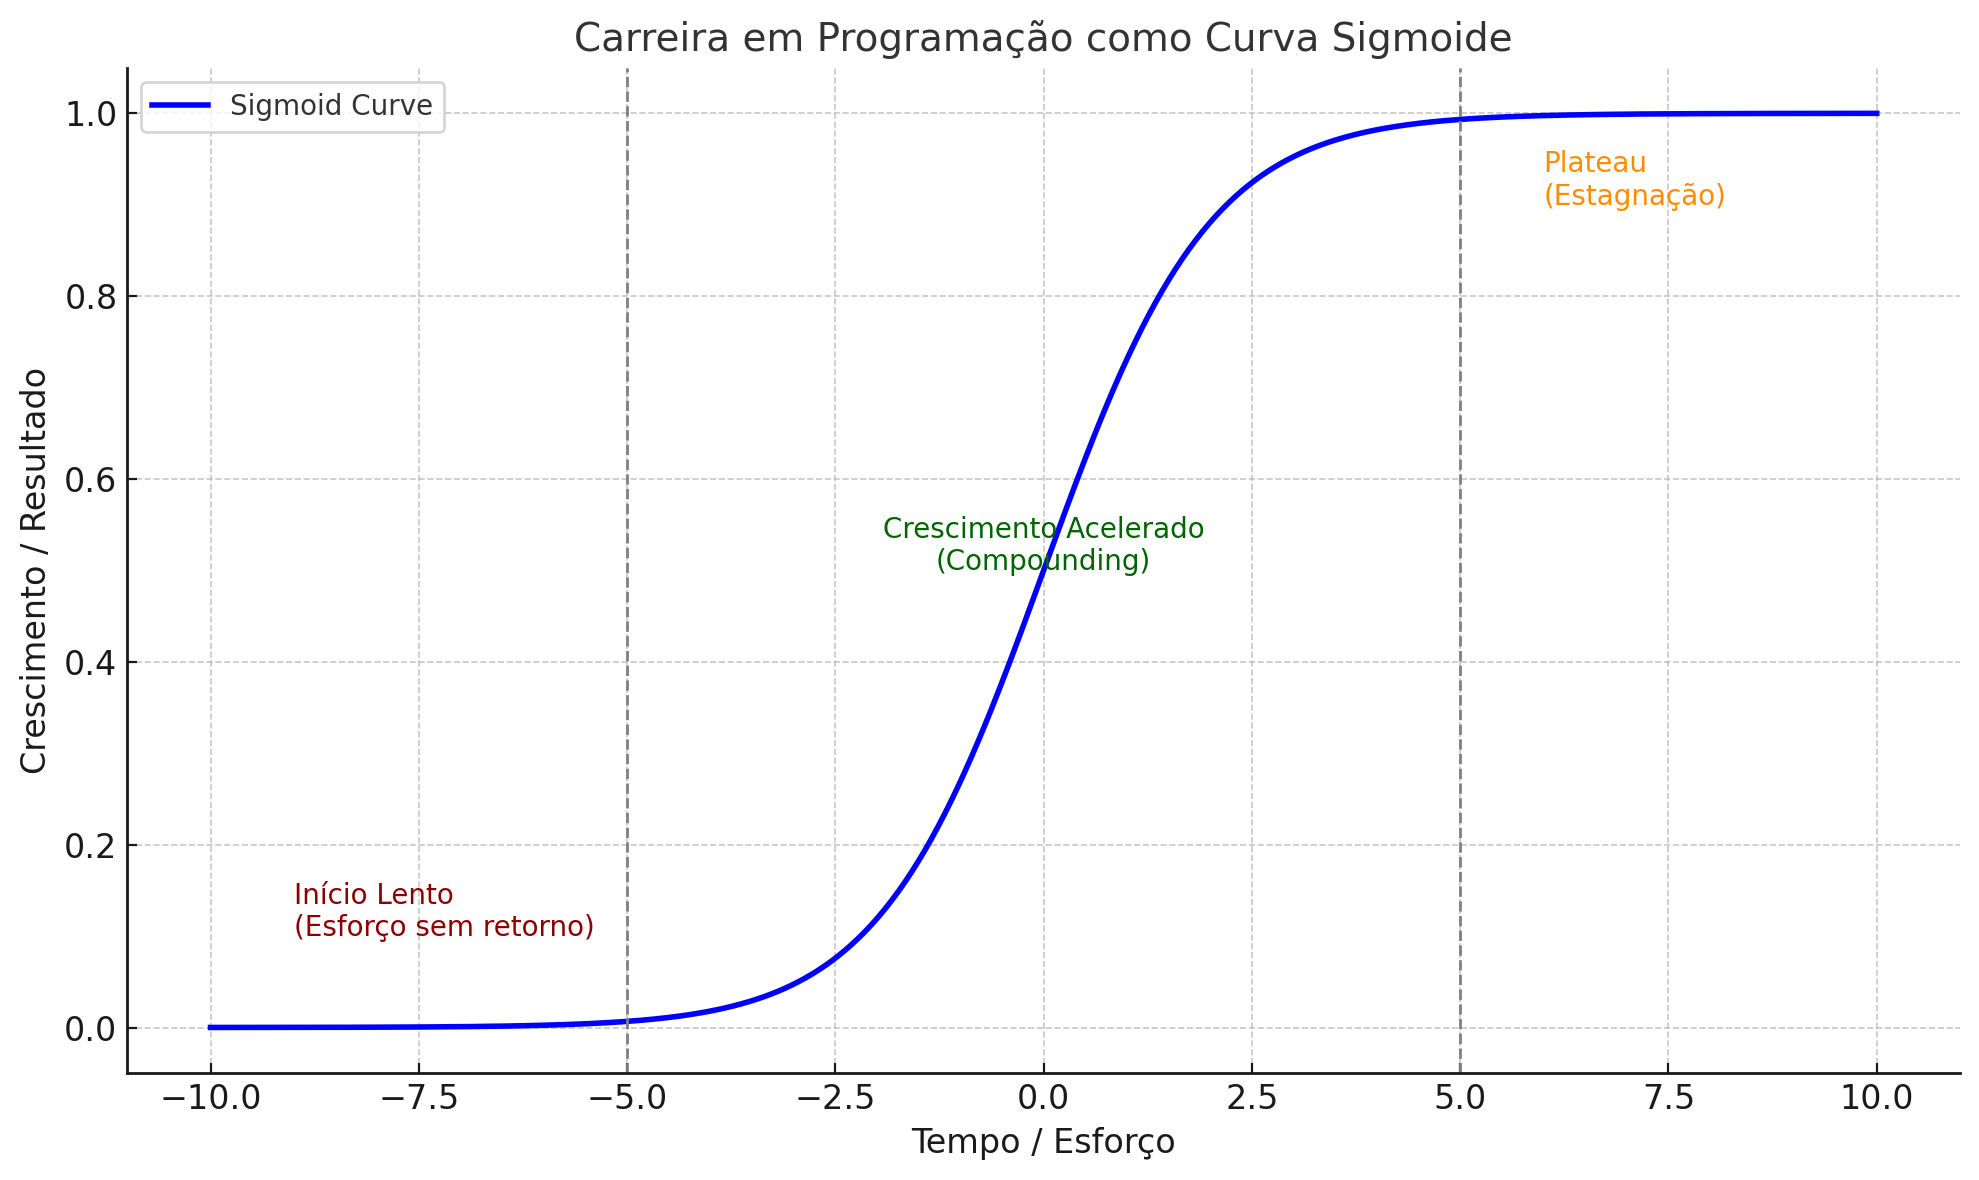 Carreira em Programação como Curva Sigmoide
Sigmoid Curve
1.0
0.8
0.6
0.4
0.2
0.0
Crescimento / Resultado
Plateau
(Estagnação)
Crescimento Acelerado
(Compounding)
Início Lento
(Esforço sem retorno)
−10.0 −7.5 −5.0 −2.5 0.0 2.5 5.0 7.5 10.0
Tempo / Esforço